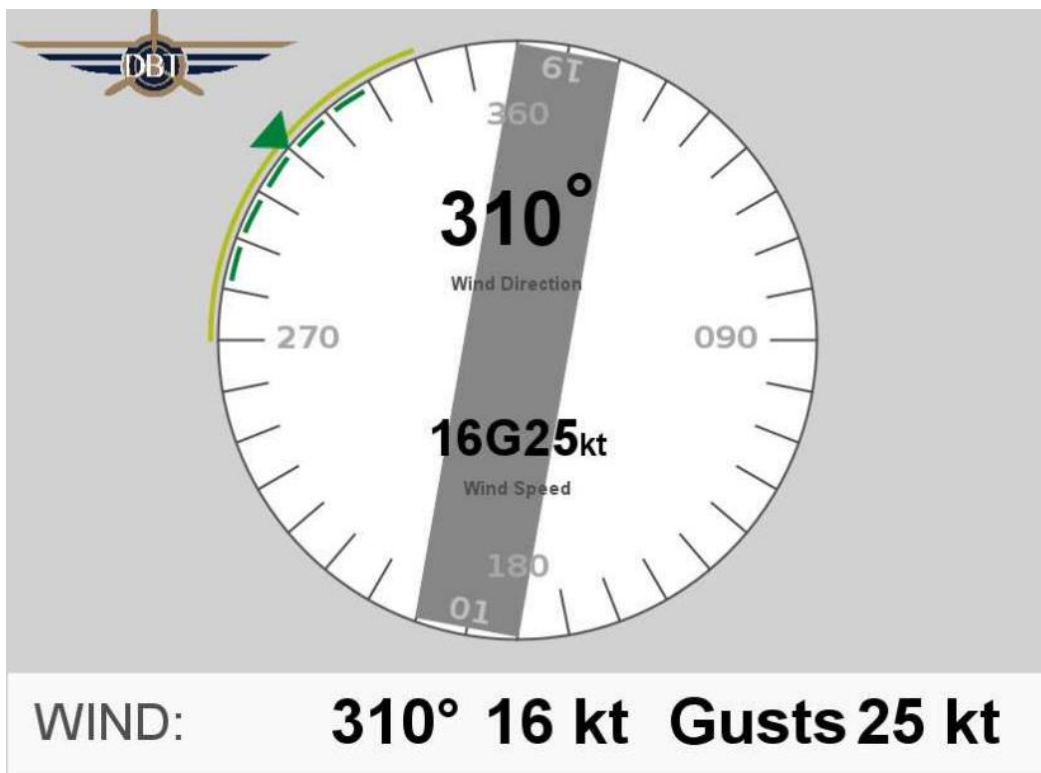 DBT
19
360
310°
Wind Direction
270 090
16G25kt
Wind Speed
180
01
WIND: 310° 16 kt Gusts 25 kt